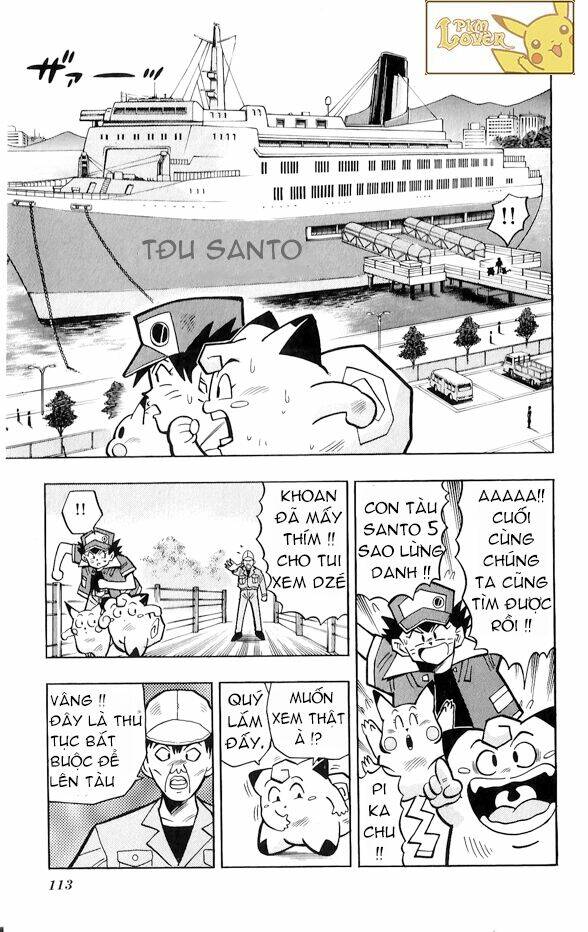 PKM
LOVER
ザァーーッ
!!
TÐU SANTO
AAAAA!!
CUỐI
CÙNG
CHÚNG
TA CŨNG
TÌM ĐƯỢC
RỒI !!
CON TÀU
SANTO 5
SAO LỪNG
DANH !!
PI
KA
CHU
!!
KHOAN
ĐÃ MẤY
THÍM !!
CHO TUI
XEM DZÉ
!!
MUỐN
XEM THẬT
À !?
QUÝ
LẮM
ĐẤY.
VÂNG !!
ĐÂY LÀ THỦ
TỤC BẮT
BUỘC ĐỂ
LÊN TÀU
113